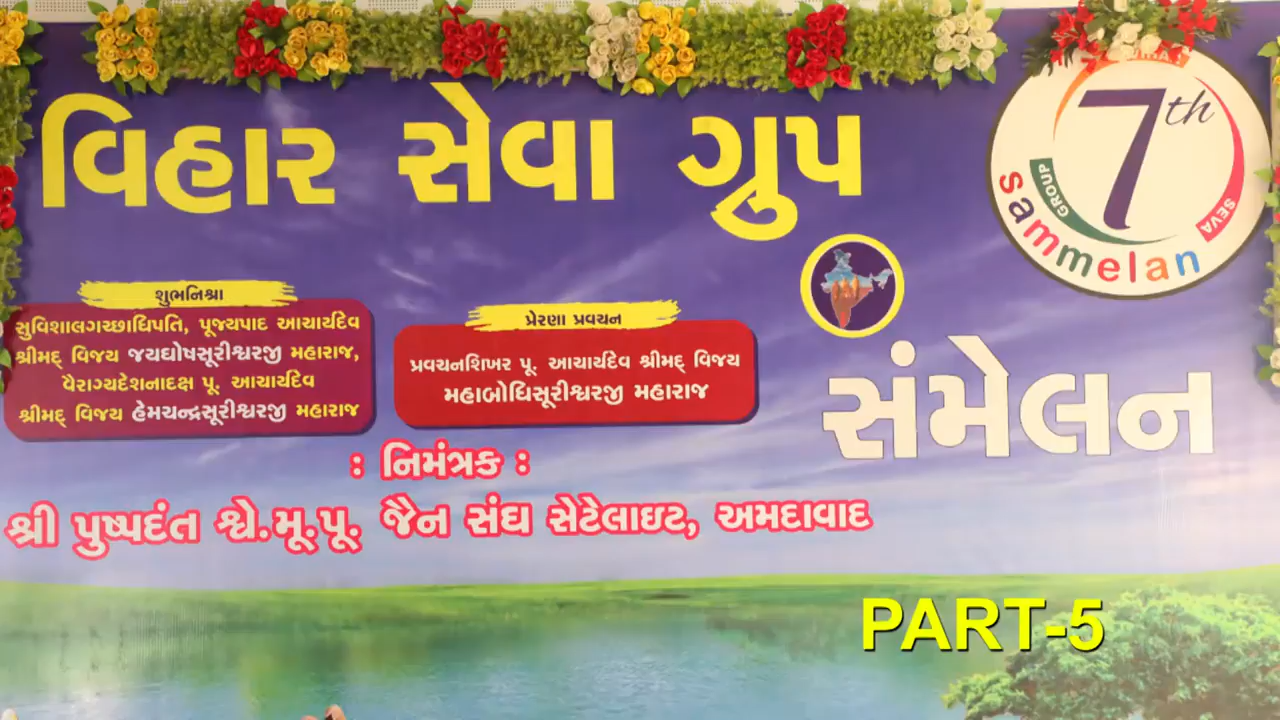 વિહાર સેવા ગ્રુપ
7th
GROUP
SEVA
sammelan
સંમેલન
શુભનિશ્રા
સુવિશાલગચ્છાધિપતિ, પૂજ્યપાદ આચાર્યદેવ
શ્રીમદ્ વિજય જયઘોષસૂરીશ્વરજી મહારાજ,
વૈરાગ્યદેશનાદક્ષ પૂ. આચાર્યદેવ
શ્રીમદ્ વિજય હેમચન્દ્રસૂરીશ્વરજી મહારાજ
પ્રેરણા પ્રવચન
પ્રવચનશિખર પૂ. આચાર્યદેવ શ્રીમદ્ વિજય
મહાબોધિસૂરીશ્વરજી મહારાજ
: નિમંત્રક :
શ્રી પુષ્પદંત શ્વે.મૂ.પૂ. જૈન સંઘ સેટેલાઇટ, અમદાવાદ
PART-5